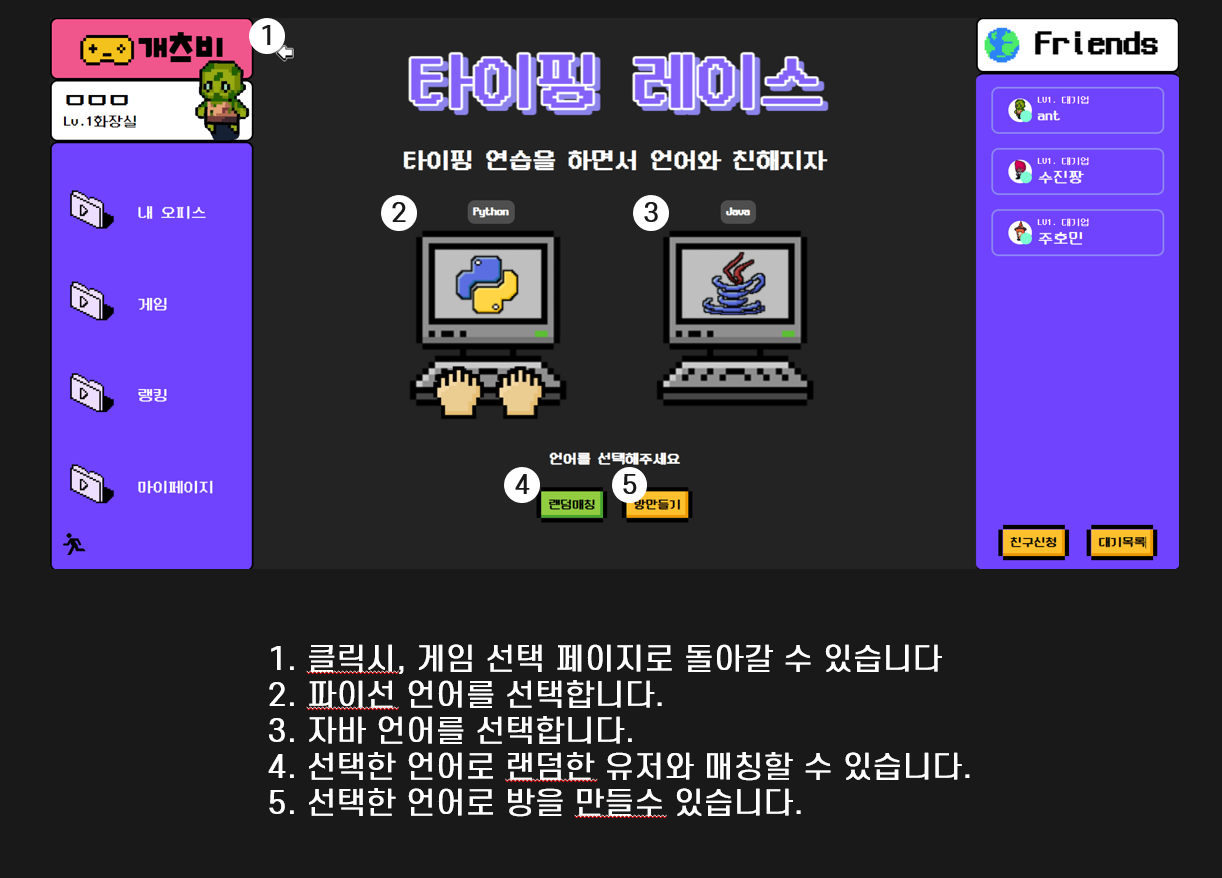 개츠비
ㅁㅁㅁ
Lv.1화장실
내 오피스
게임
랭킹
마이페이지
1
타이핑 레이스
타이핑 연습을 하면서 언어와 친해지자
2
Python
3
Java
언어를 선택해주세요
4
랜덤매칭
5
방만들기
Friends
LV1. 대기업
ant
LV1. 대기업
수진짱
LV1. 대기업
주호민
친구신청
대기목록
1. 클릭시, 게임 선택 페이지로 돌아갈 수 있습니다
2. 파이선 언어를 선택합니다.
3. 자바 언어를 선택합니다.
4. 선택한 언어로 랜덤한 유저와 매칭할 수 있습니다.
5. 선택한 언어로 방을 만들수 있습니다.